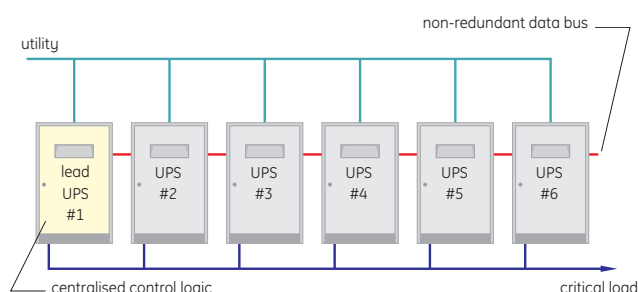 non-redundant data bus
utility
lead
UPS
#1
UPS
#2
UPS
#3
UPS
#4
UPS
#5
UPS
#6
centralised control logic
critical load